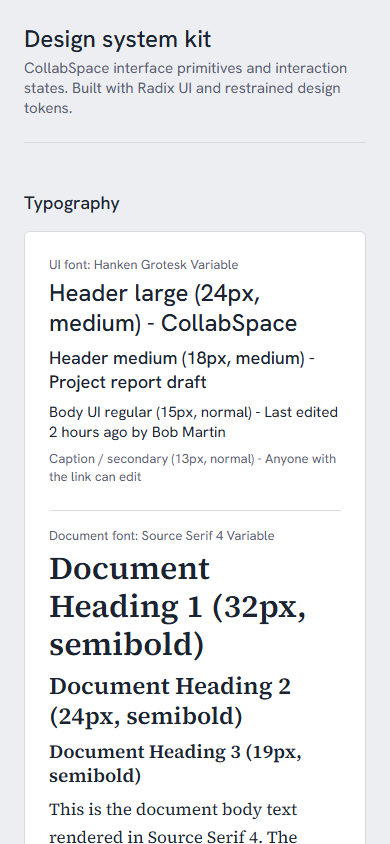 Design system kit
CollabSpace interface primitives and interaction
states. Built with Radix UI and restrained design
tokens.
Typography
UI font: Hanken Grotesk Variable
Header large (24px,
medium) - CollabSpace
Header medium (18px, medium) -
Project report draft
Body UI regular (15px, normal) - Last edited
2 hours ago by Bob Martin
Caption / secondary (13px, normal) - Anyone with
the link can edit
Document font: Source Serif 4 Variable
Document
Heading 1 (32px,
semibold)
Document Heading 2
(24px, semibold)
Document Heading 3 (19px,
semibold)
This is the document body text
rendered in Source Serif 4. The